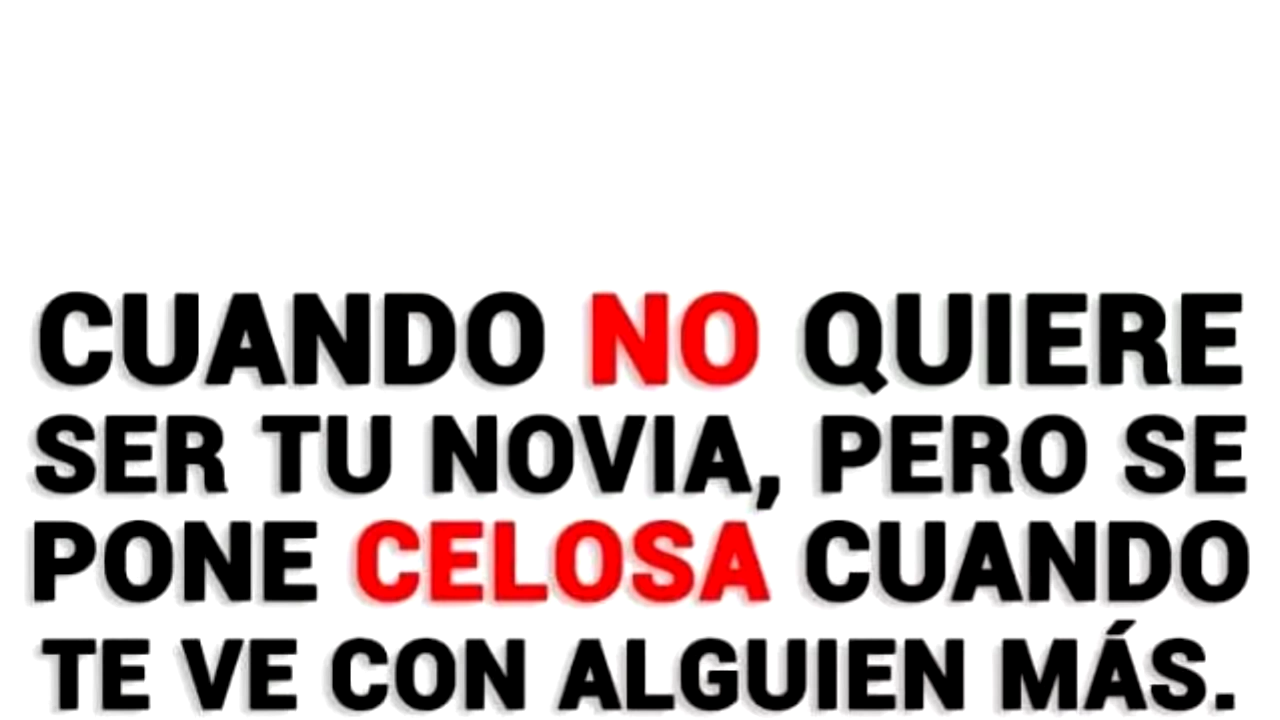 CUANDO NO QUIERE
SER TU NOVIA, PERO SE
PONE CELOSA CUANDO
TE VE CON ALGUIEN MÁS.